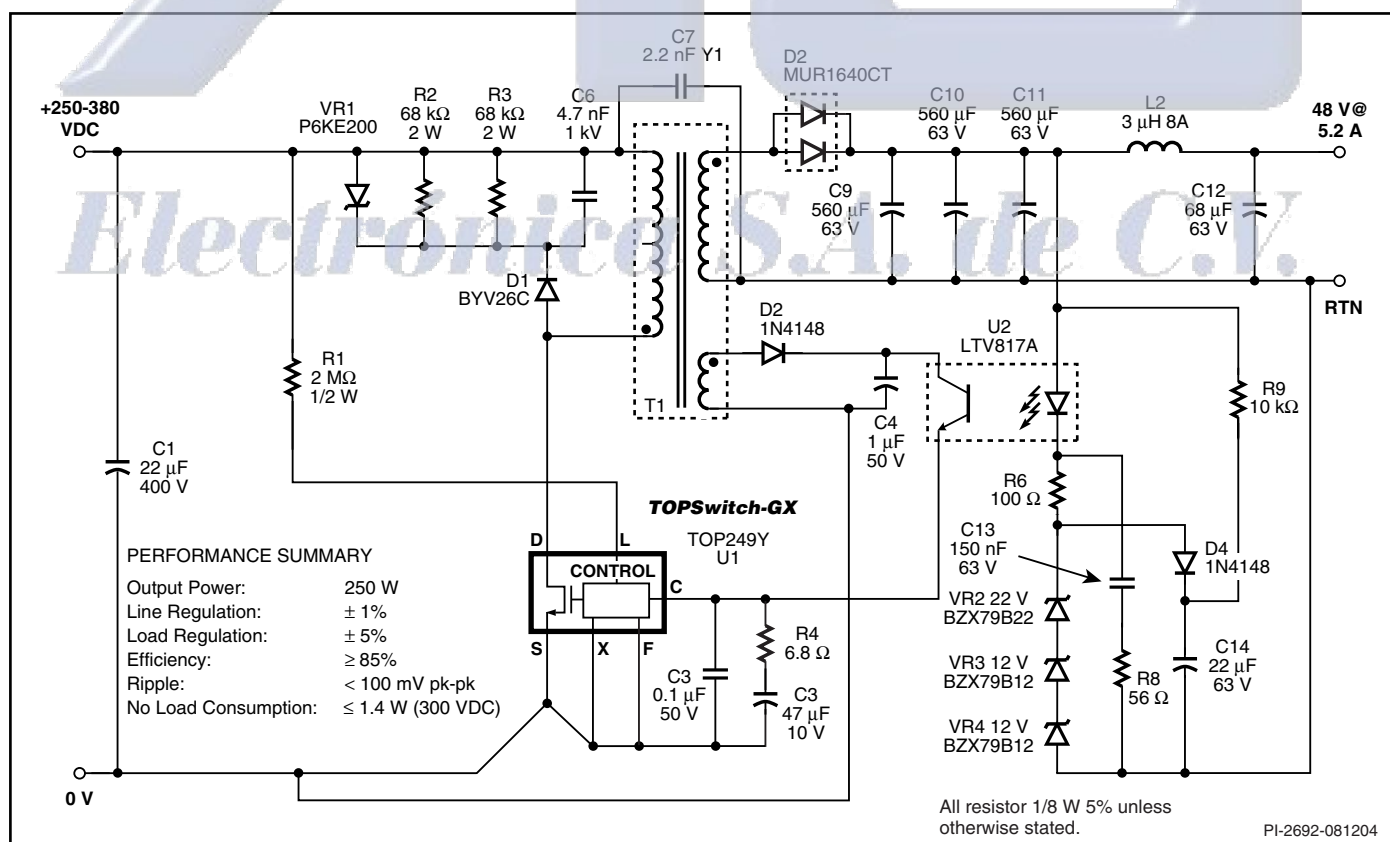 C7
2.2 nF Y1
D2
MUR1640CT
+250-380
VDC
VR1
P6KE200
R2
68 kΩ
2 W
R3
68 kΩ
2 W
C6
4.7 nF
1 kV
C10
560 µF
63 V
C11
560 µF
63 V
L2
3 µH 8A
48 V@
5.2 A
Electrónica S.A. de C.V.
C9
560 µF
63 V
C12
68 µF
63 V
D1
BYV26C
RTN
D2
1N4148
U2
LTV817A
R1
2 MΩ
1/2 W
T1
C4
1 µF
50 V
R9
10 kΩ
C1
22 µF
400 V
R6
100 Ω
TOPSwitch-GX
TOP249Y
U1
D
L
CONTROL
C
S
X
F
C13
150 nF
63 V
D4
1N4148
PERFORMANCE SUMMARY
Output Power: 250 W
Line Regulation: ± 1%
Load Regulation: ± 5%
Efficiency: ≥ 85%
Ripple: < 100 mV pk-pk
No Load Consumption: ≤ 1.4 W (300 VDC)
VR2 22 V
BZX79B22
R4
6.8 Ω
C3
0.1 µF
50 V
C3
47 µF
10 V
VR3 12 V
BZX79B12
R8
56 Ω
C14
22 µF
63 V
VR4 12 V
BZX79B12
0 V
All resistor 1/8 W 5% unless
otherwise stated.
PI-2692-081204